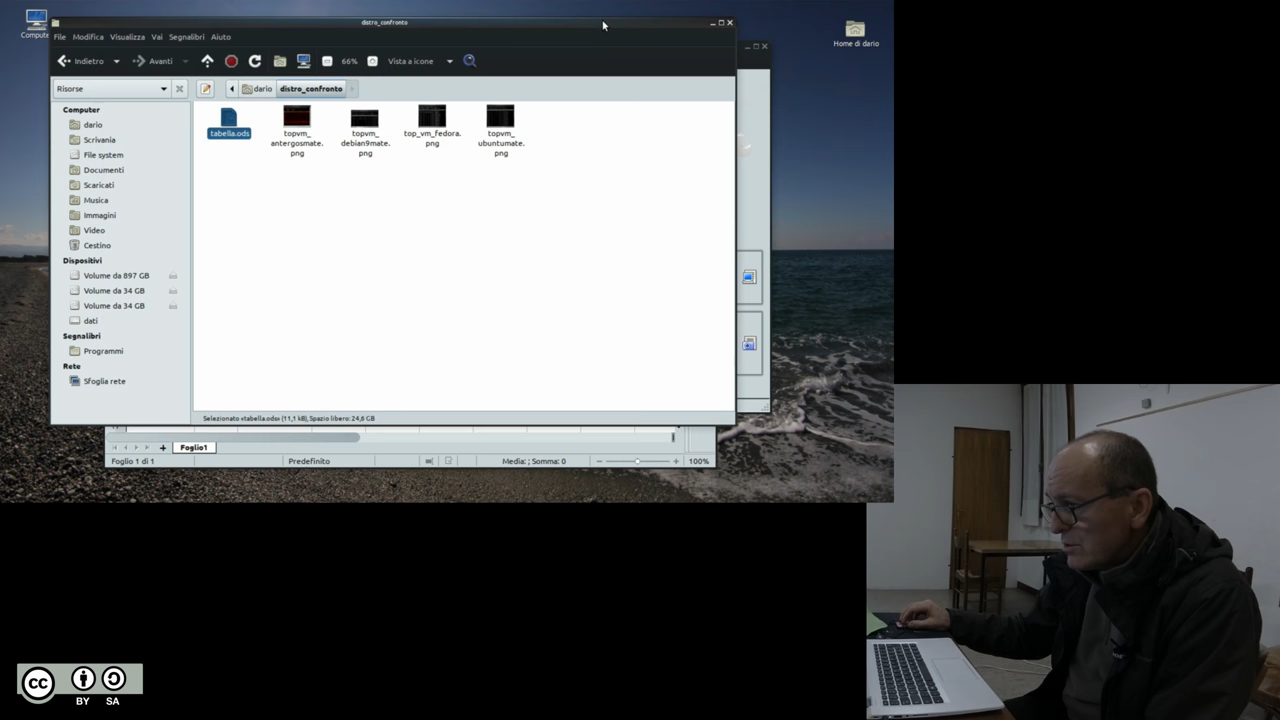 Compute
distro_confronto
Home di dario
File Modifica Visualizza Vai Segnalibri Aiuto
Indietro Avanti 66% Vista a icone
Risorse dario distro_confronto
Computer
dario
Scrivania
File system
Documenti
Scaricati
Musica
Immagini
Video
Cestino
Dispositivi
Volume da 897 GB
Volume da 34 GB
Volume da 34 GB
dati
Segnalibri
Programmi
Rete
Sfoglia rete
tabella.ods
topvm_
antergosmate.
png
topvm_
debian9mate.
png
top_vm_fedora.
png
topvm_
ubuntumate.
png
Selezionato «tabella.ods» (11,1 kB), Spazio libero: 24,6 GB
Foglio1
Foglio 1 di 1 Predefinito Media: ; Somma: 0 100%
cc
BY SA